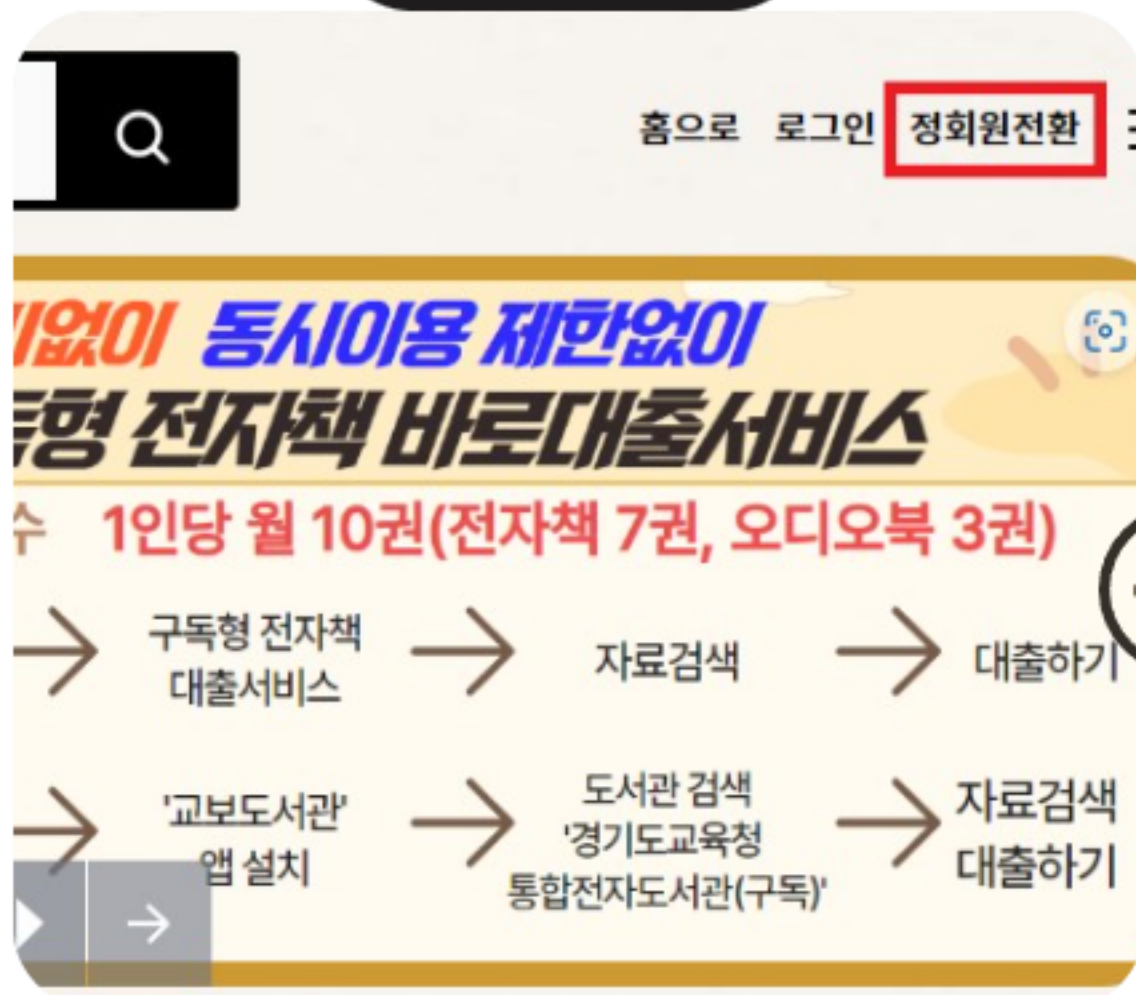 홈으로 로그인 정회원전환
없이 동시이용 제한없이
형 전자책 바로대출서비스
수 1인당 월 10권(전자책 7권, 오디오북 3권)
구독형 전자책
대출서비스
자료검색
대출하기
'교보도서관'
앱 설치
도서관 검색
'경기도교육청
통합전자도서관(구독)'
자료검색
대출하기